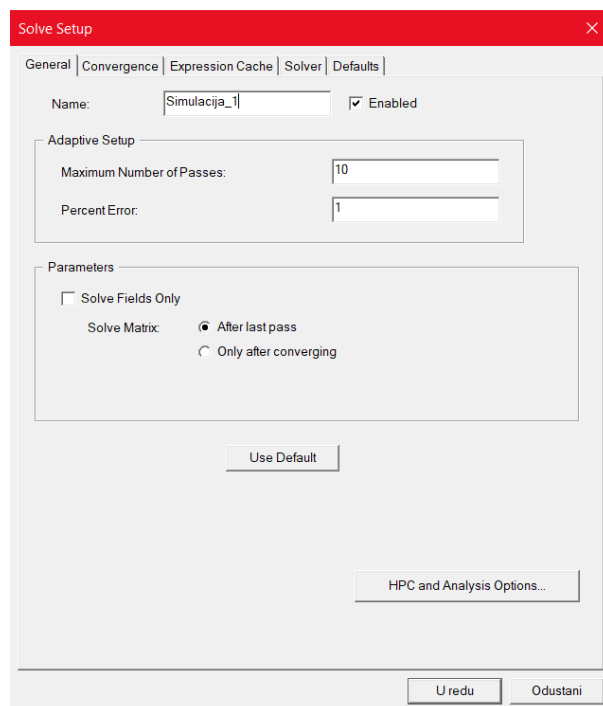 Solve Setup
General Convergence Expression Cache Solver Defaults
Name: Simulacija_1 Enabled
Adaptive Setup
Maximum Number of Passes: 10
Percent Error: 1
Parameters
Solve Fields Only
Solve Matrix: After last pass
Only after converging
Use Default
HPC and Analysis Options...
U redu Odustani